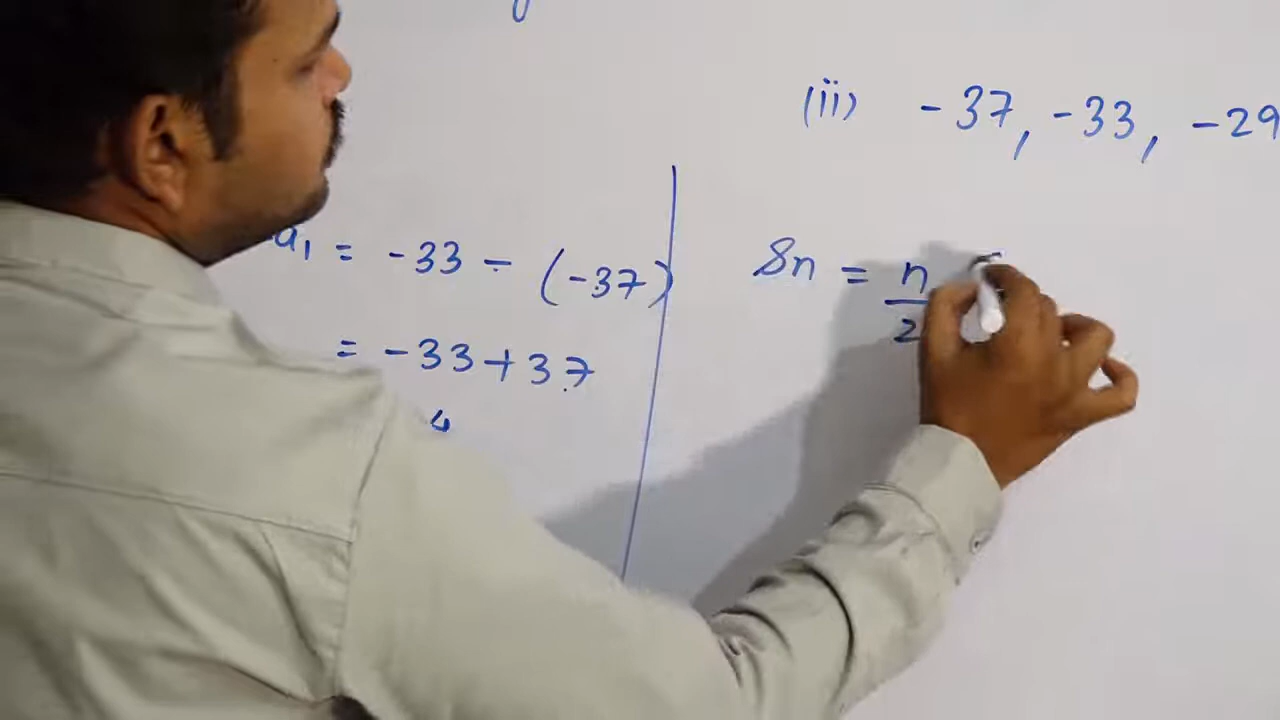 (ii) -37, -33, -29
a₁ = -33 - (-37)
= -33 + 37
4
Sn = n/2